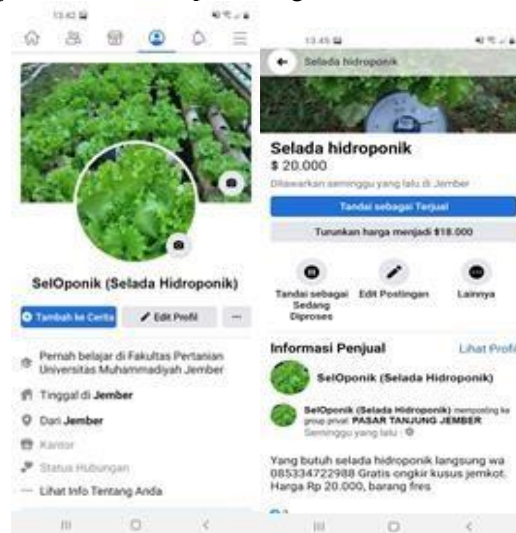 13.42
SelOponik (Selada Hidroponik)
Tambah ke Cerita
Edit Profil
Pernah belajar di Fakultas Pertanian
Universitas Muhammadiyah Jember
Tinggal di Jember
Dari Jember
Kantor
Status Hubungan
Lihat Info Tentang Anda
13.45
Selada hidroponik
Selada hidroponik
$ 20.000
Ditawarkan seminggu yang lalu di Jember
Tandai sebagai Terjual
Turunkan harga menjadi $18.000
Tandai sebagai
Sedang
Diproses
Edit Postingan
Lainnya
Informasi Penjual
Lihat Profil
SelOponik (Selada Hidroponik)
SelOponik (Selada Hidroponik) memposting ke
group privat PASAR TANJUNG JEMBER
Seminggu yang lalu
Yang butuh selada hidroponik langsung wa
085334722988 Gratis ongkir kusus jemkot.
Harga Rp 20.000, barang fres